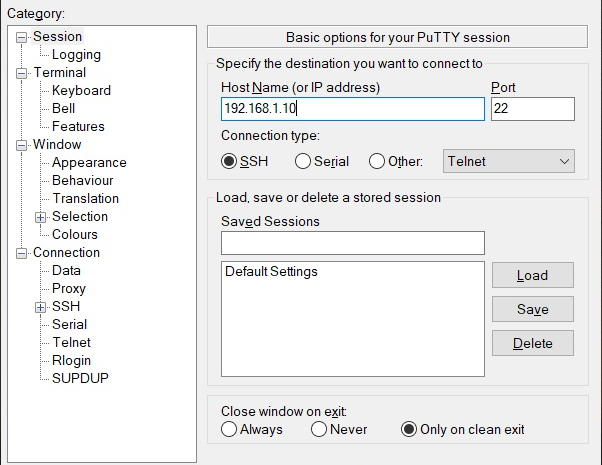 Category:
Session
Logging
Terminal
Keyboard
Bell
Features
Window
Appearance
Behaviour
Translation
Selection
Colours
Connection
Data
Proxy
SSH
Serial
Telnet
Rlogin
SUPDUP
Basic options for your PuTTY session
Specify the destination you want to connect to
Host Name (or IP address) Port
192.168.1.10 22
Connection type:
SSH Serial Other: Telnet
Load, save or delete a stored session
Saved Sessions
Default Settings
Load
Save
Delete
Close window on exit:
Always Never Only on clean exit